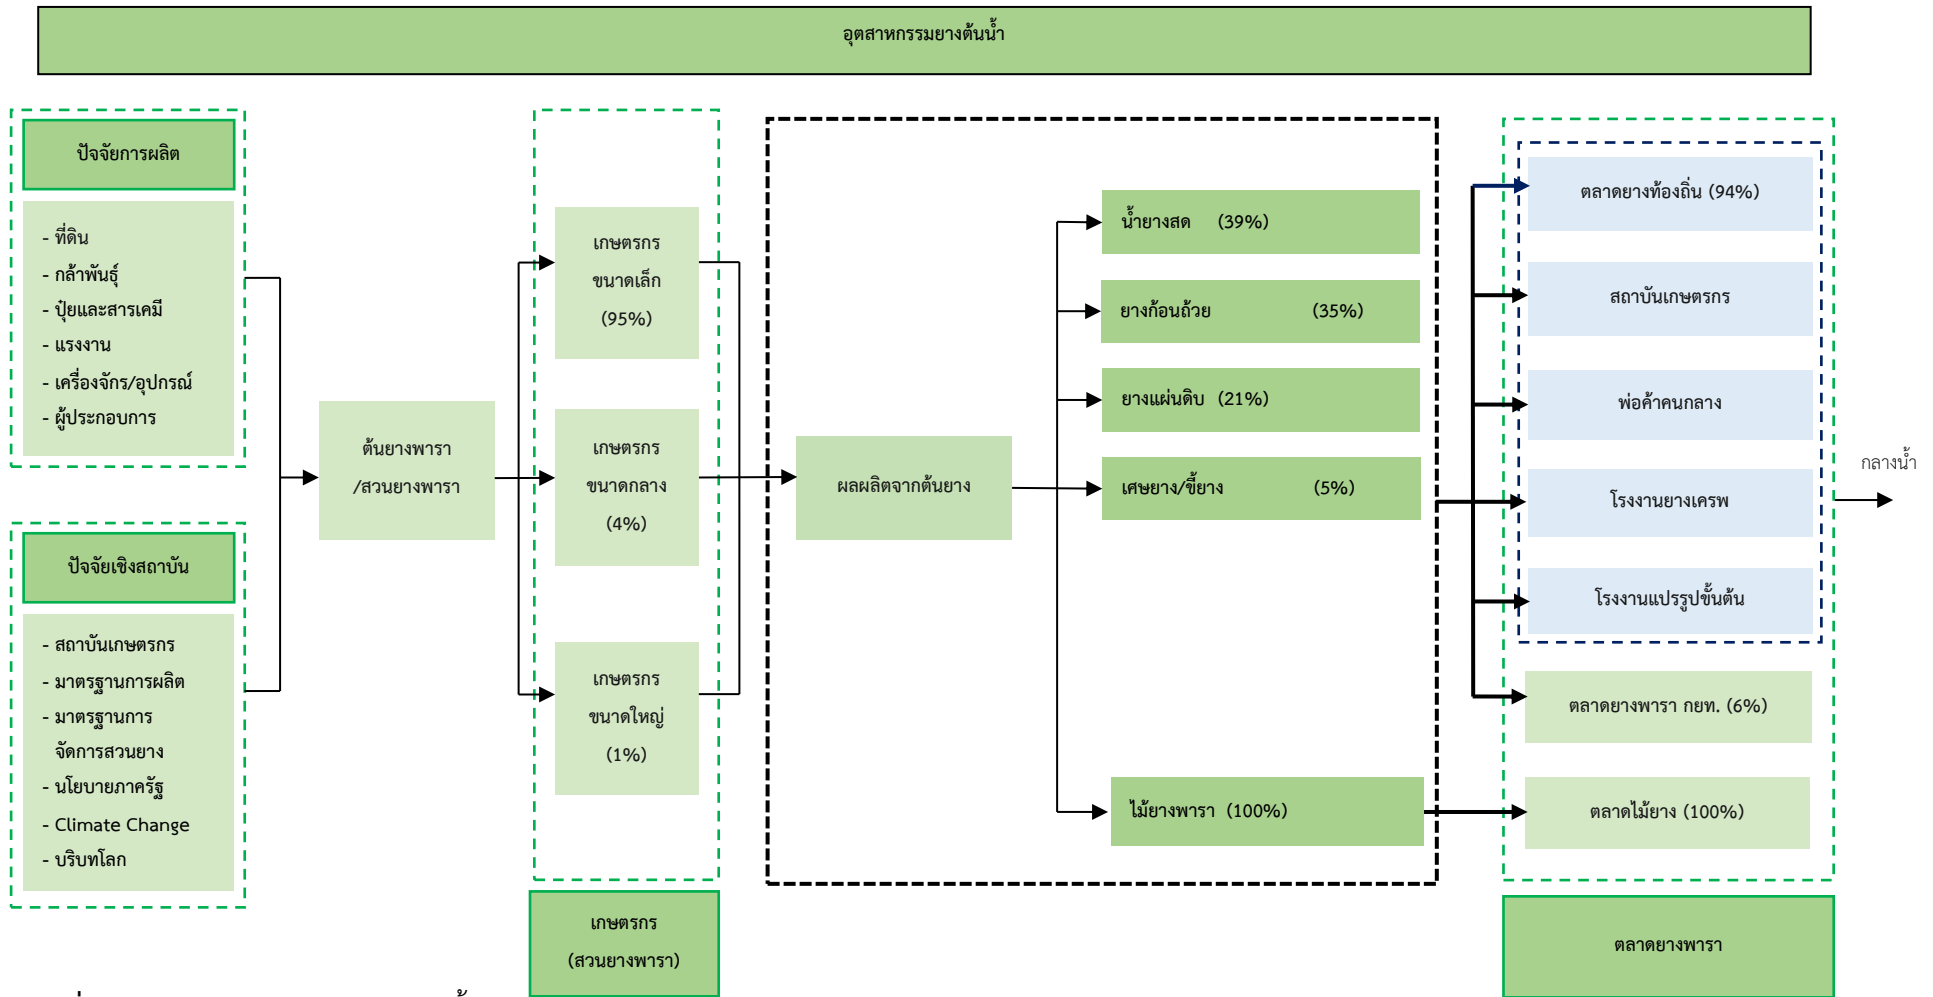 อุตสาหกรรมยางต้นน้ำ
ปัจจัยการผลิต
- ที่ดิน
- กล้าพันธุ์
- ปุ๋ยและสารเคมี
- แรงงาน
- เครื่องจักร/อุปกรณ์
- ผู้ประกอบการ
ปัจจัยเชิงสถาบัน
- สถาบันเกษตรกร
- มาตรฐานการผลิต
- มาตรฐานการ
จัดการสวนยาง
- นโยบายภาครัฐ
- Climate Change
- บริบทโลก
ต้นยางพารา
/สวนยางพารา
เกษตรกร
ขนาดเล็ก
(95%)
เกษตรกร
ขนาดกลาง
(4%)
เกษตรกร
ขนาดใหญ่
(1%)
เกษตรกร
(สวนยางพารา)
ผลผลิตจากต้นยาง
น้ำยางสด (39%)
ยางก้อนถ้วย (35%)
ยางแผ่นดิบ (21%)
เศษยาง/ขี้ยาง (5%)
ไม้ยางพารา (100%)
ตลาดยางท้องถิ่น (94%)
สถาบันเกษตรกร
พ่อค้าคนกลาง
โรงงานยางเครพ
โรงงานแปรรูปขั้นต้น
ตลาดยางพารา กยท. (6%)
ตลาดไม้ยาง (100%)
ตลาดยางพารา
กลางน้ำ